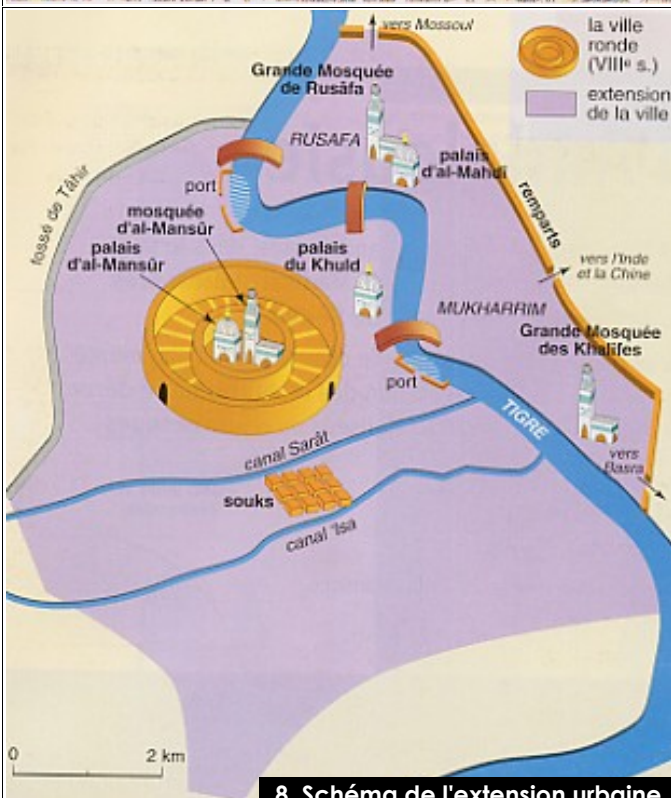 vers Mossoul
la ville
ronde
(VIIIe s.)
extension
de la ville
Grande Mosquée
de Rusâfa
RUSAFA
palais
d'al-Mahdi
port
fossé de Tâhir
mosquée
d'al-Mansûr
palais
d'al-Mansûr
palais
du Khuld
remparts
vers l'Inde
et la Chine
MUKHARRIM
Grande Mosquée
des Khalifes
port
TIGRE
canal Sarât
vers
Basra
souks
canal 'Isa
0
2 km
8. Schéma de l'extension urbaine